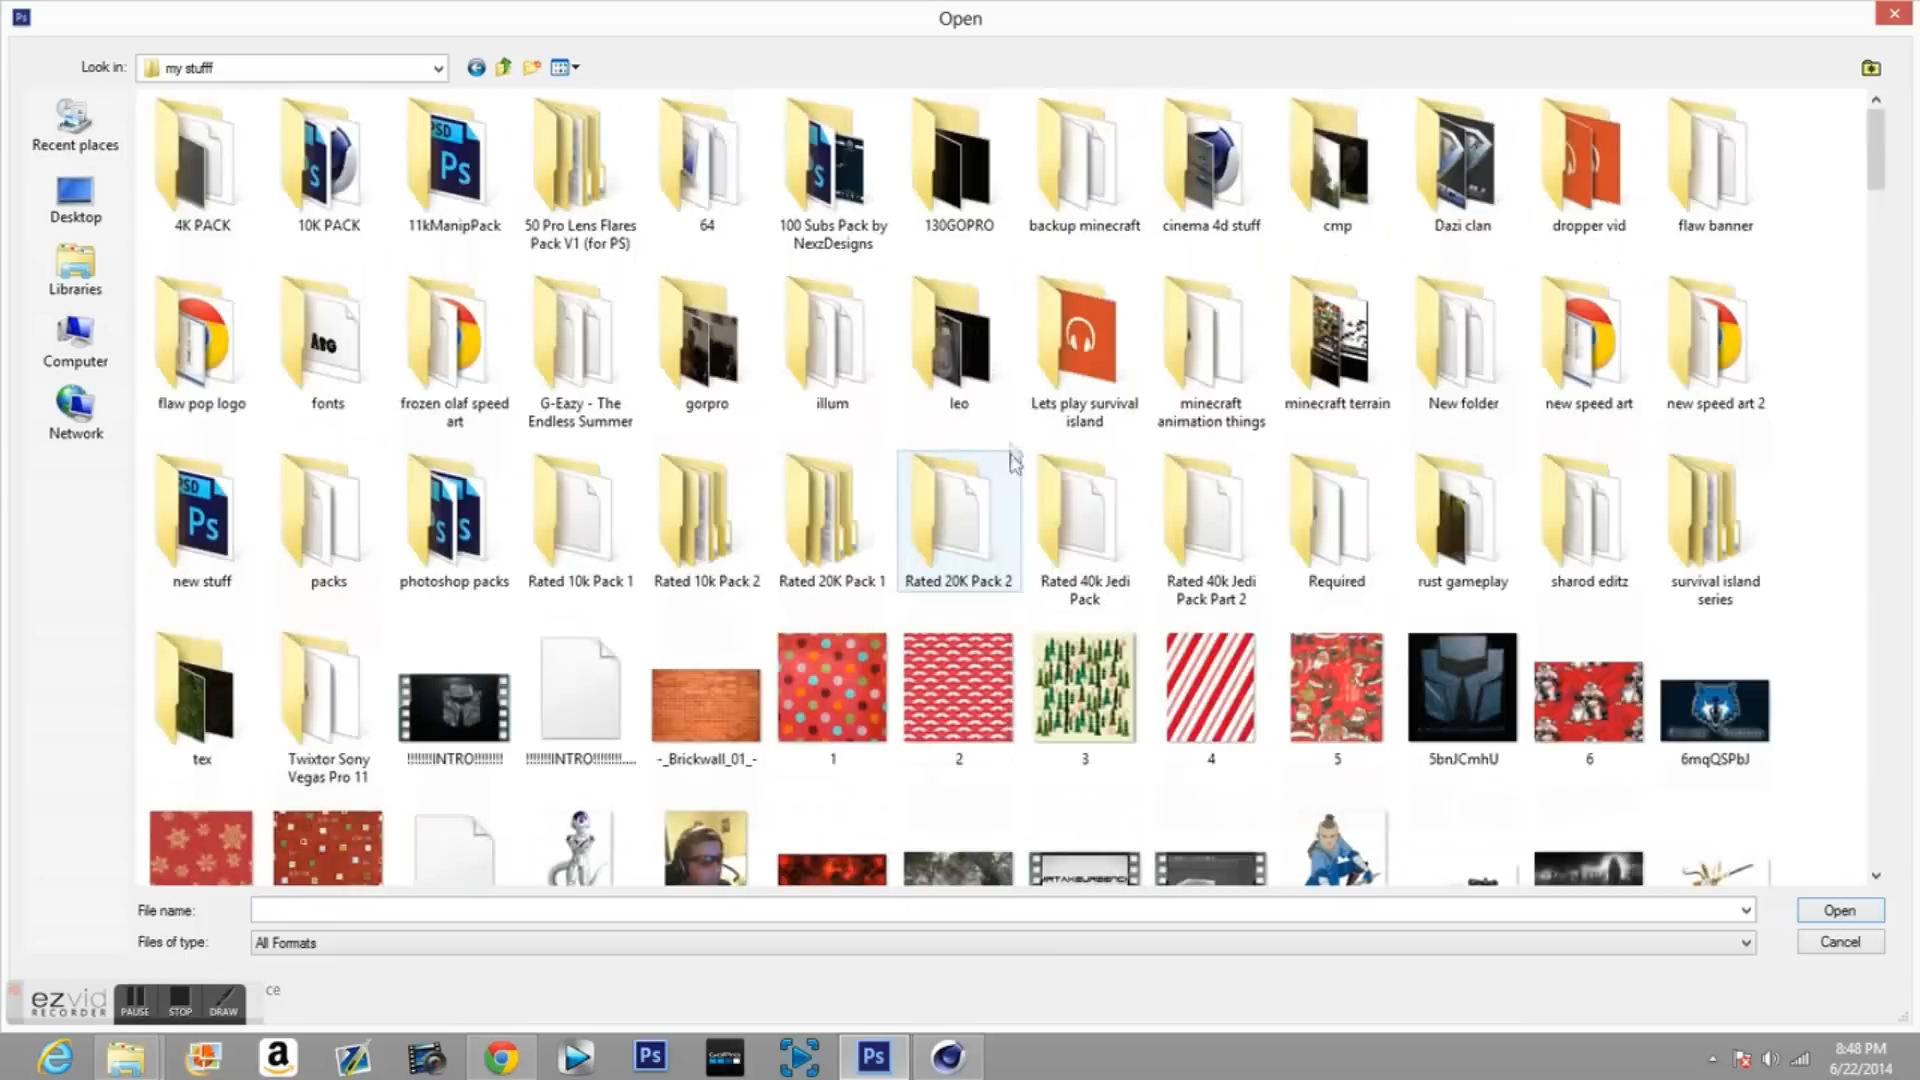 Ps
Open
Look in:
my stufff
Recent places
Desktop
Libraries
Computer
Network
4K PACK
10K PACK
11kManipPack
50 Pro Lens Flares
Pack V1 (for PS)
64
100 Subs Pack by
NexzDesigns
130GOPRO
backup minecraft
cinema 4d stuff
cmp
Dazi clan
dropper vid
flaw banner
flaw pop logo
fonts
frozen olaf speed
art
G-Eazy - The
Endless Summer
gorpro
illum
leo
Lets play survival
island
minecraft
animation things
minecraft terrain
New folder
new speed art
new speed art 2
new stuff
packs
photoshop packs
Rated 10k Pack 1
Rated 10k Pack 2
Rated 20K Pack 1
Rated 20K Pack 2
Rated 40k Jedi
Pack
Rated 40k Jedi
Pack Part 2
Required
rust gameplay
sharod editz
survival island
series
tex
Twixtor Sony
Vegas Pro 11
!!!!!!!!INTRO!!!!!!!!
!!!!!!!!INTRO!!!!!!!!....
-_Brickwall_01_-
1
2
3
4
5
5bnJCmhU
6
6mqQSPbJ
File name:
Open
Files of type:
All Formats
Cancel
ezvid
RECORDER
PAUSE
STOP
DRAW
ce
Ps
GoPro
Ps
8:48 PM
6/22/2014